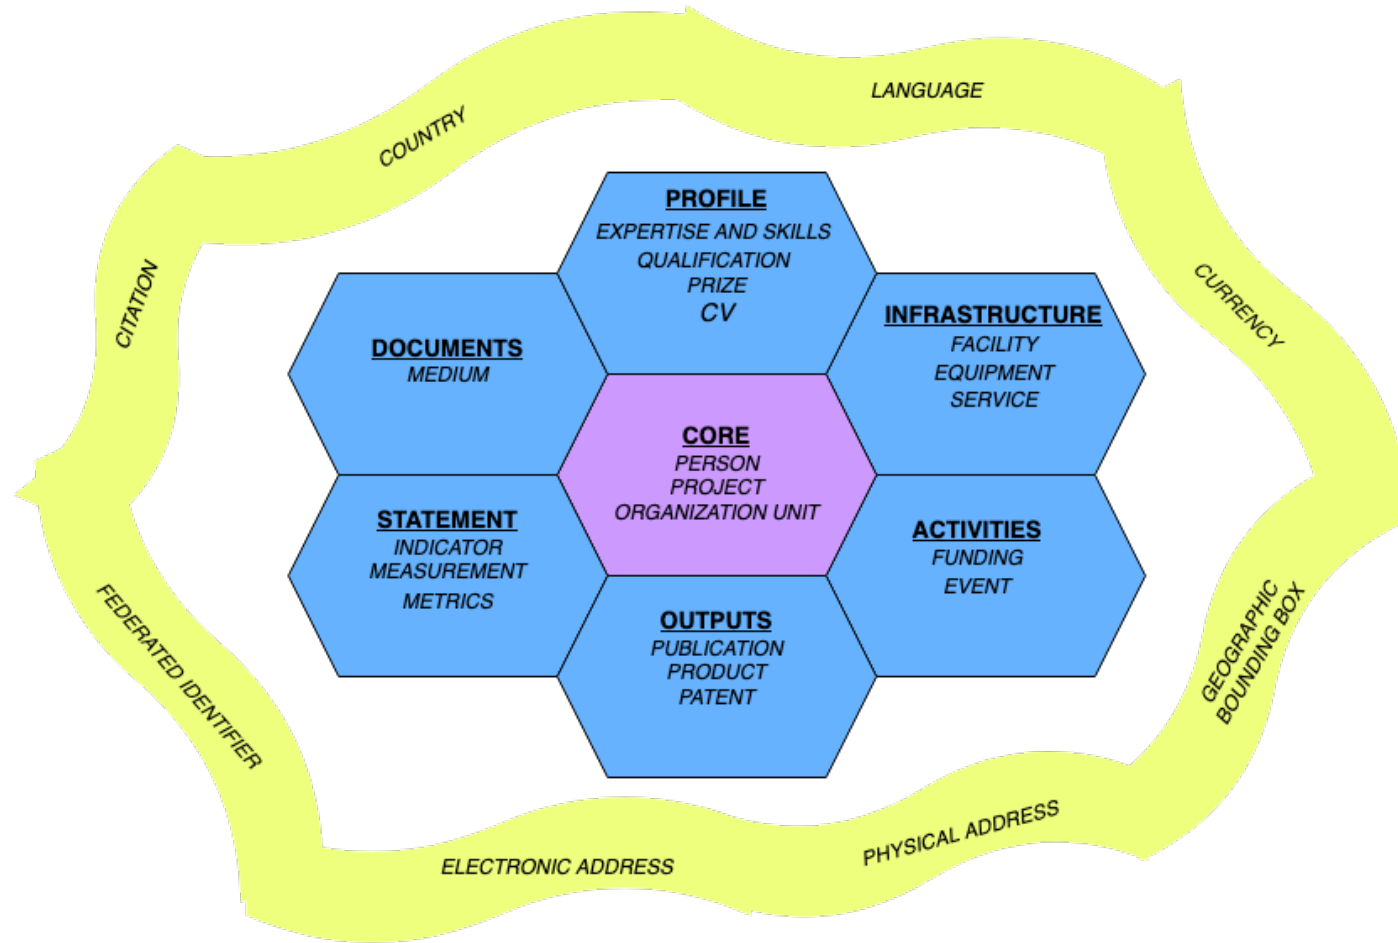 LANGUAGE
COUNTRY
CITATION
CURRENCY
PROFILE
EXPERTISE AND SKILLS
QUALIFICATION
PRIZE
CV
DOCUMENTS
MEDIUM
INFRASTRUCTURE
FACILITY
EQUIPMENT
SERVICE
CORE
PERSON
PROJECT
ORGANIZATION UNIT
STATEMENT
INDICATOR
MEASUREMENT
METRICS
ACTIVITIES
FUNDING
EVENT
OUTPUTS
PUBLICATION
PRODUCT
PATENT
FEDERATED IDENTIFIER
GEOGRAPHIC
BOUNDING BOX
PHYSICAL ADDRESS
ELECTRONIC ADDRESS